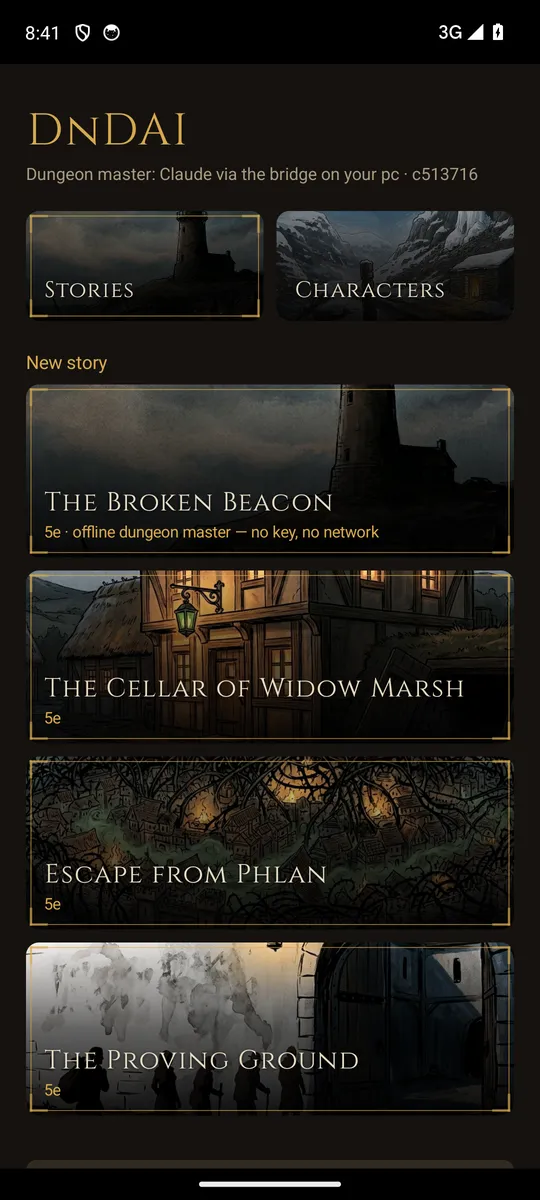 8:41
3G
DnDAI
Dungeon master: Claude via the bridge on your pc · c513716
Stories
Characters
New story
The Broken Beacon
5e · offline dungeon master — no key, no network
The Cellar of Widow Marsh
5e
Escape from Phlan
5e
The Proving Ground
5e